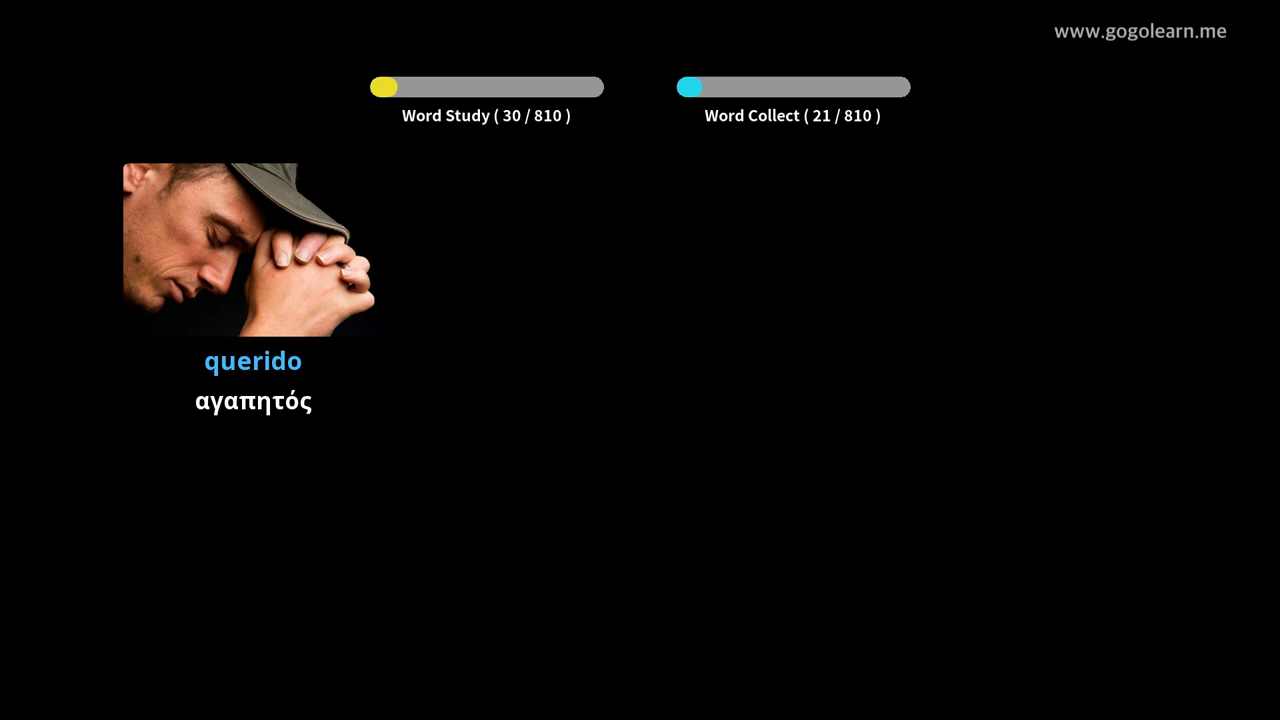 www.gogolearn.me
Word Study ( 30 / 810 )
Word Collect ( 21 / 810 )
querido
αγαπητός